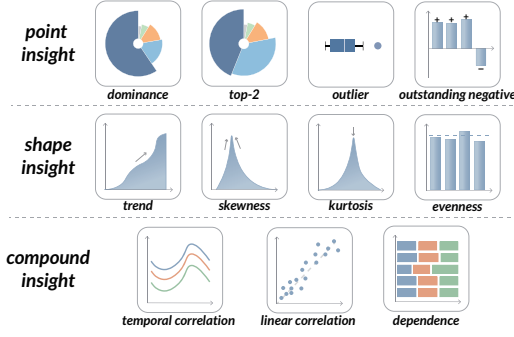 point
insight
dominance
top-2
outlier
outstanding negative
shape
insight
trend
skewness
kurtosis
evenness
compound
insight
temporal correlation
linear correlation
dependence